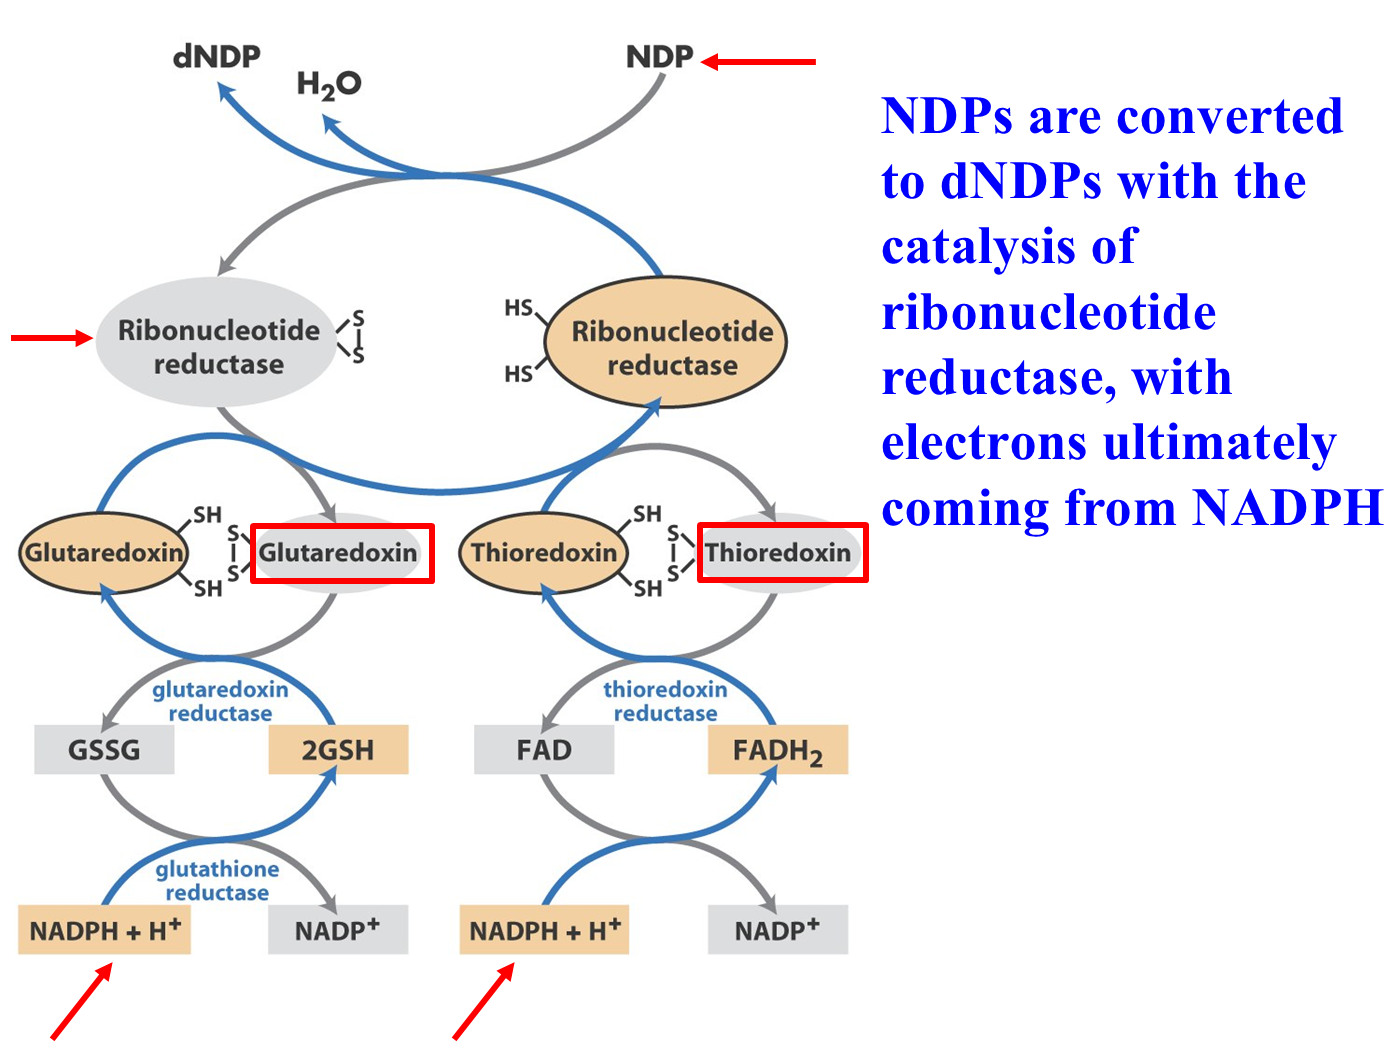 dNDP
H₂O
NDP
NDPs are converted
to dNDPs with the
catalysis of
ribonucleotide
reductase, with
electrons ultimately
coming from NADPH
Ribonucleotide
reductase
S
S
HS
HS
Ribonucleotide
reductase
Glutaredoxin
SH
SH
S
S
Glutaredoxin
Thioredoxin
SH
SH
S
S
Thioredoxin
glutaredoxin
reductase
thioredoxin
reductase
GSSG
2GSH
FAD
FADH₂
glutathione
reductase
NADPH + H⁺
NADP⁺
NADPH + H⁺
NADP⁺